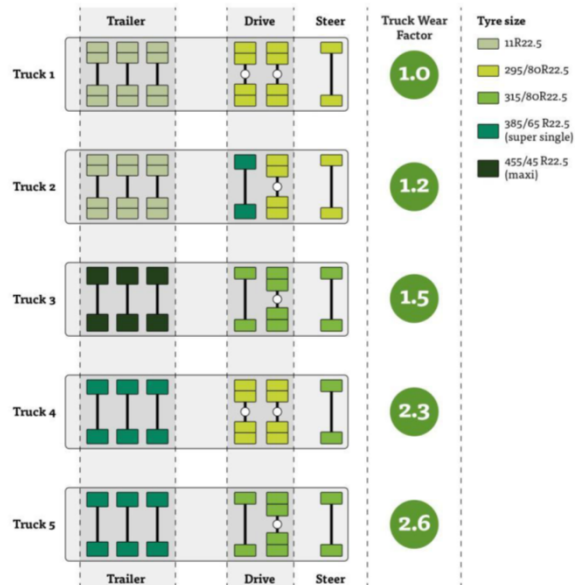 Trailer
Drive
Steer
Truck Wear
Factor
Tyre size
Truck 1
1.0
11R22.5
295/80R22.5
315/80R22.5
385/65 R22.5
(super single)
455/45 R22.5
(maxi)
Truck 2
1.2
Truck 3
1.5
Truck 4
2.3
Truck 5
2.6
Trailer
Drive
Steer